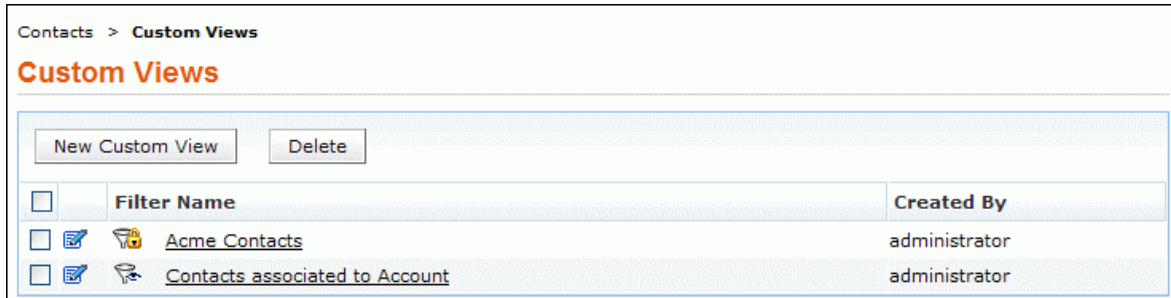 Contacts > Custom Views
Custom Views
New Custom View Delete
Filter Name Created By
Acme Contacts administrator
Contacts associated to Account administrator